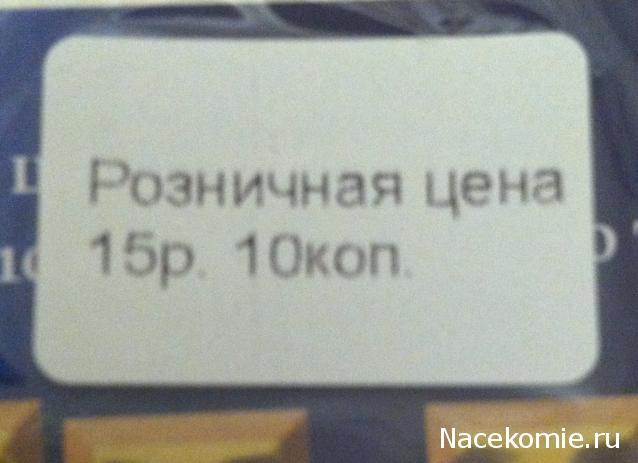 Розничная цена
15р. 10коп.
Nacekomie.ru